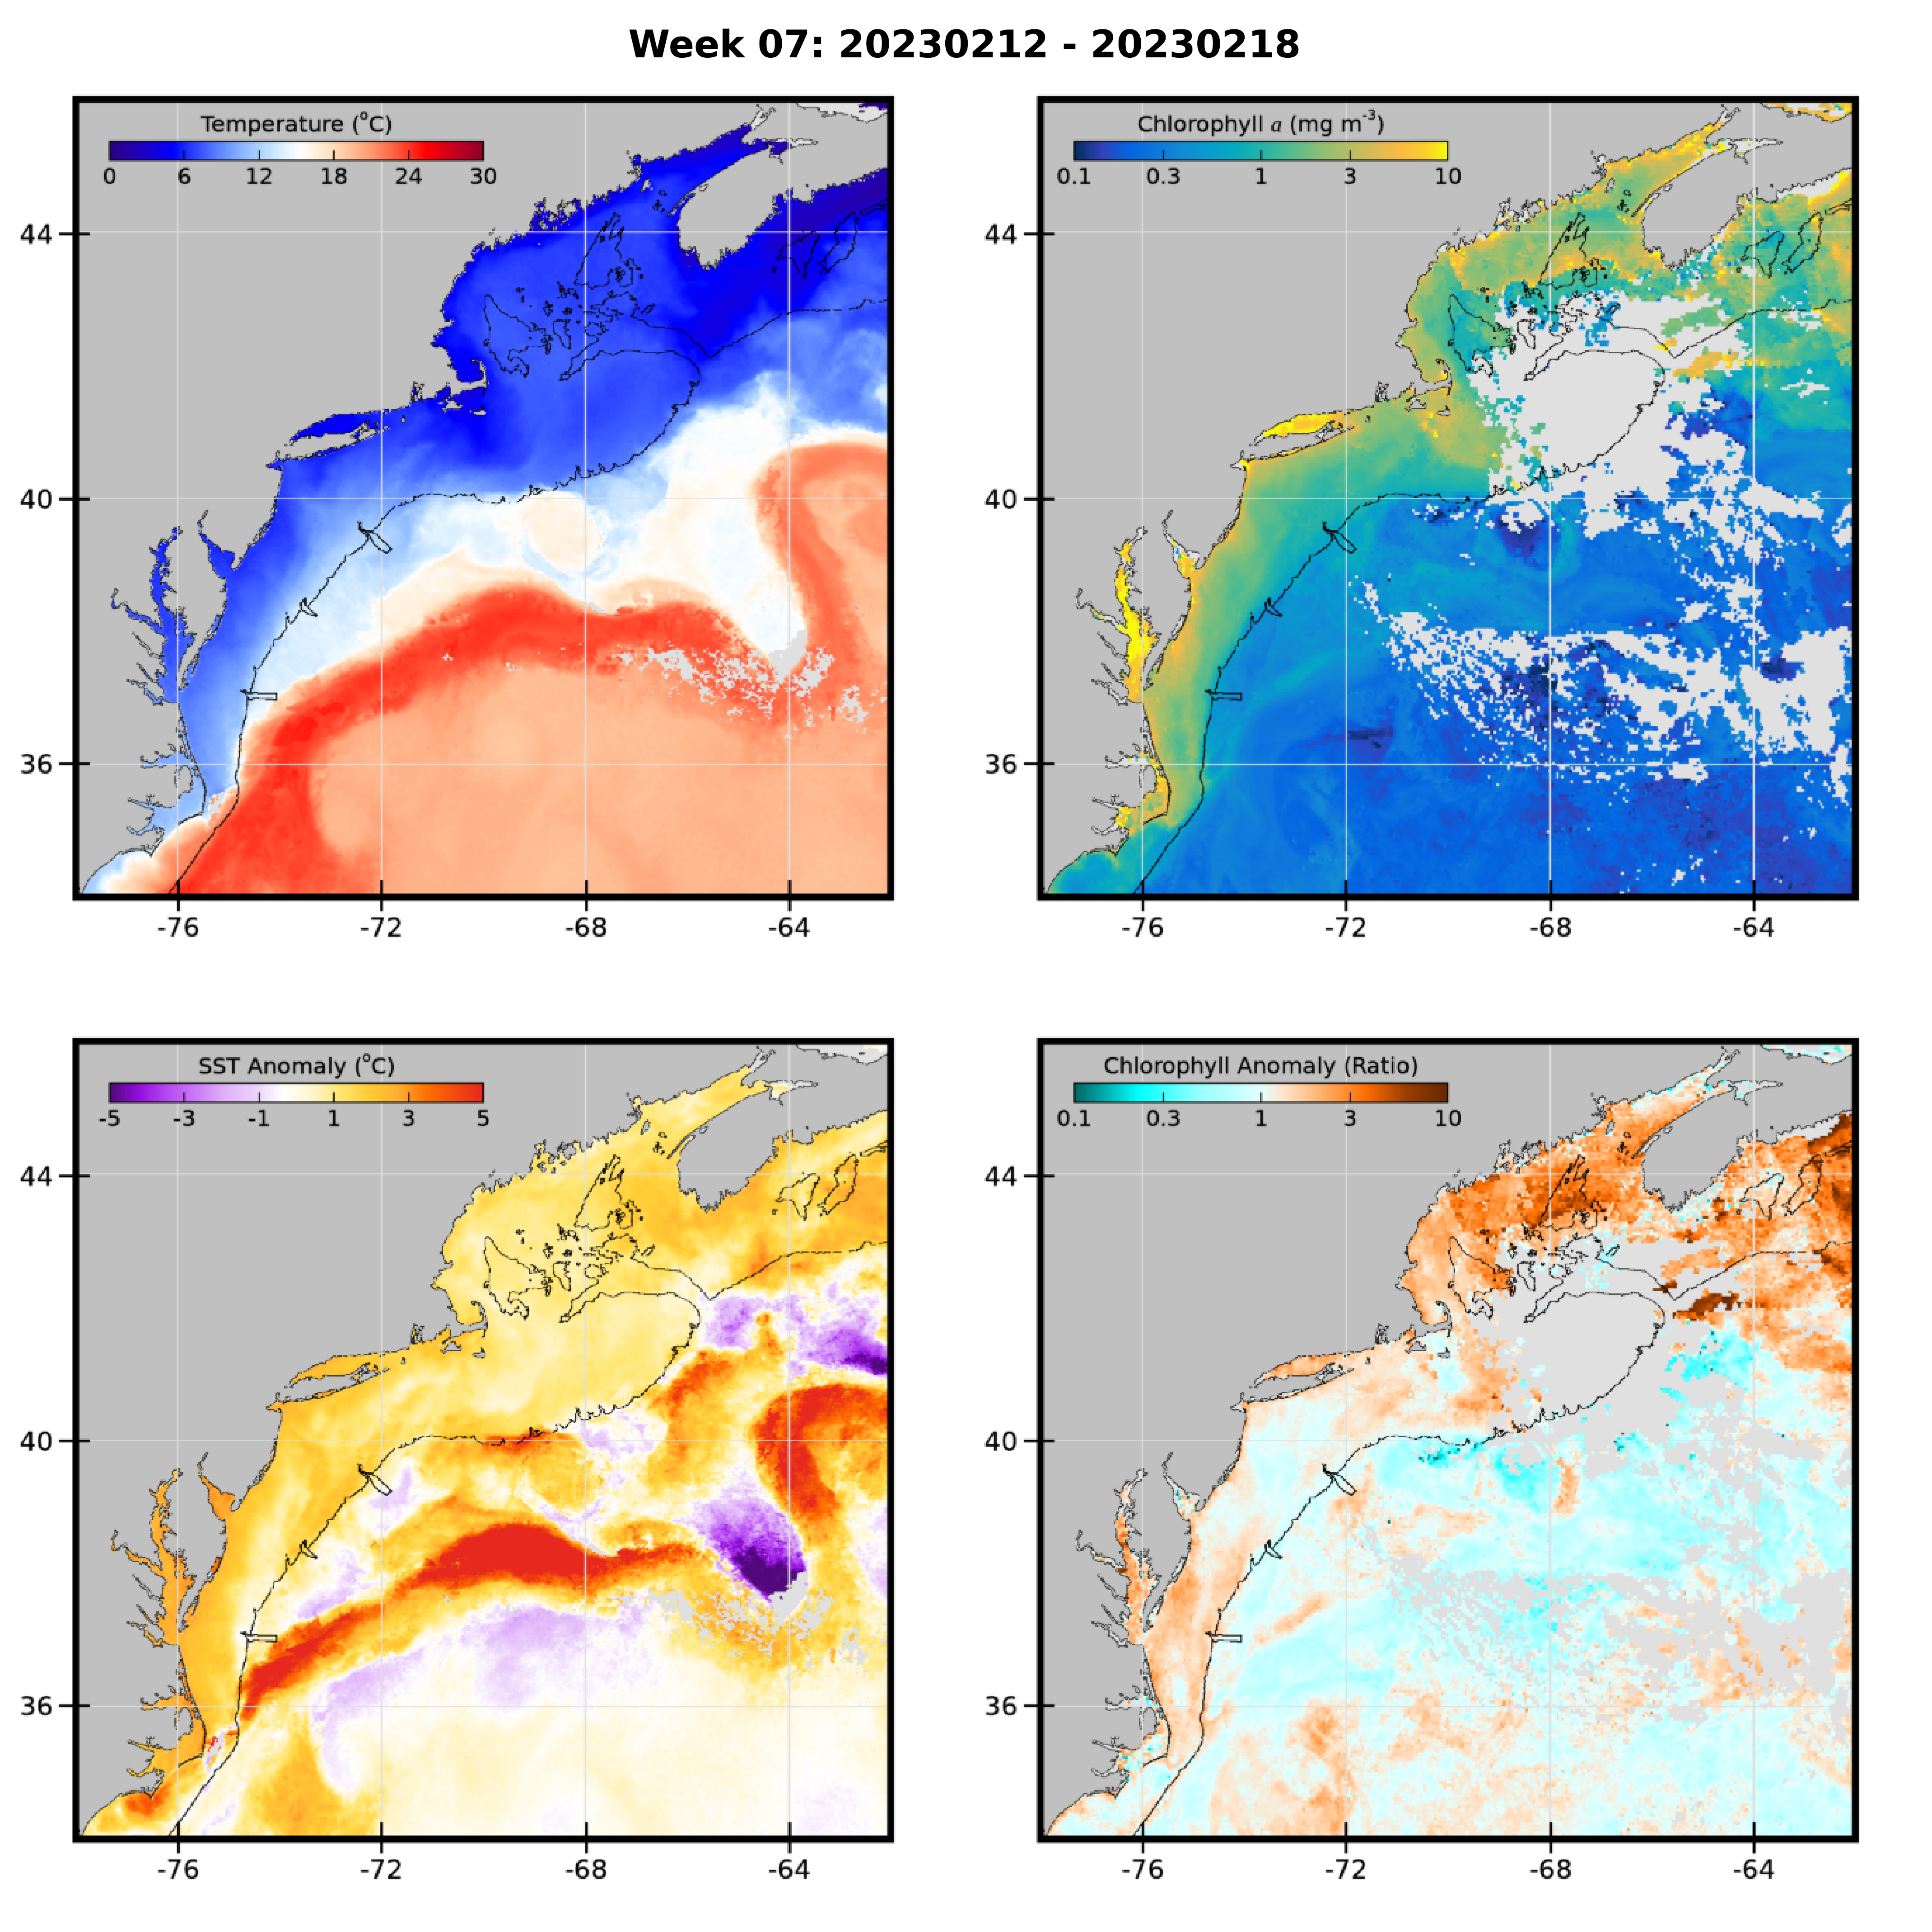 Week 07: 20230212 - 20230218
Temperature (°C)
0 6 12 18 24 30
44
40
36
-76 -72 -68 -64
Chlorophyll a (mg m⁻³)
0.1 0.3 1 3 10
44
40
36
-76 -72 -68 -64
SST Anomaly (°C)
-5 -3 -1 1 3 5
44
40
36
-76 -72 -68 -64
Chlorophyll Anomaly (Ratio)
0.1 0.3 1 3 10
44
40
36
-76 -72 -68 -64